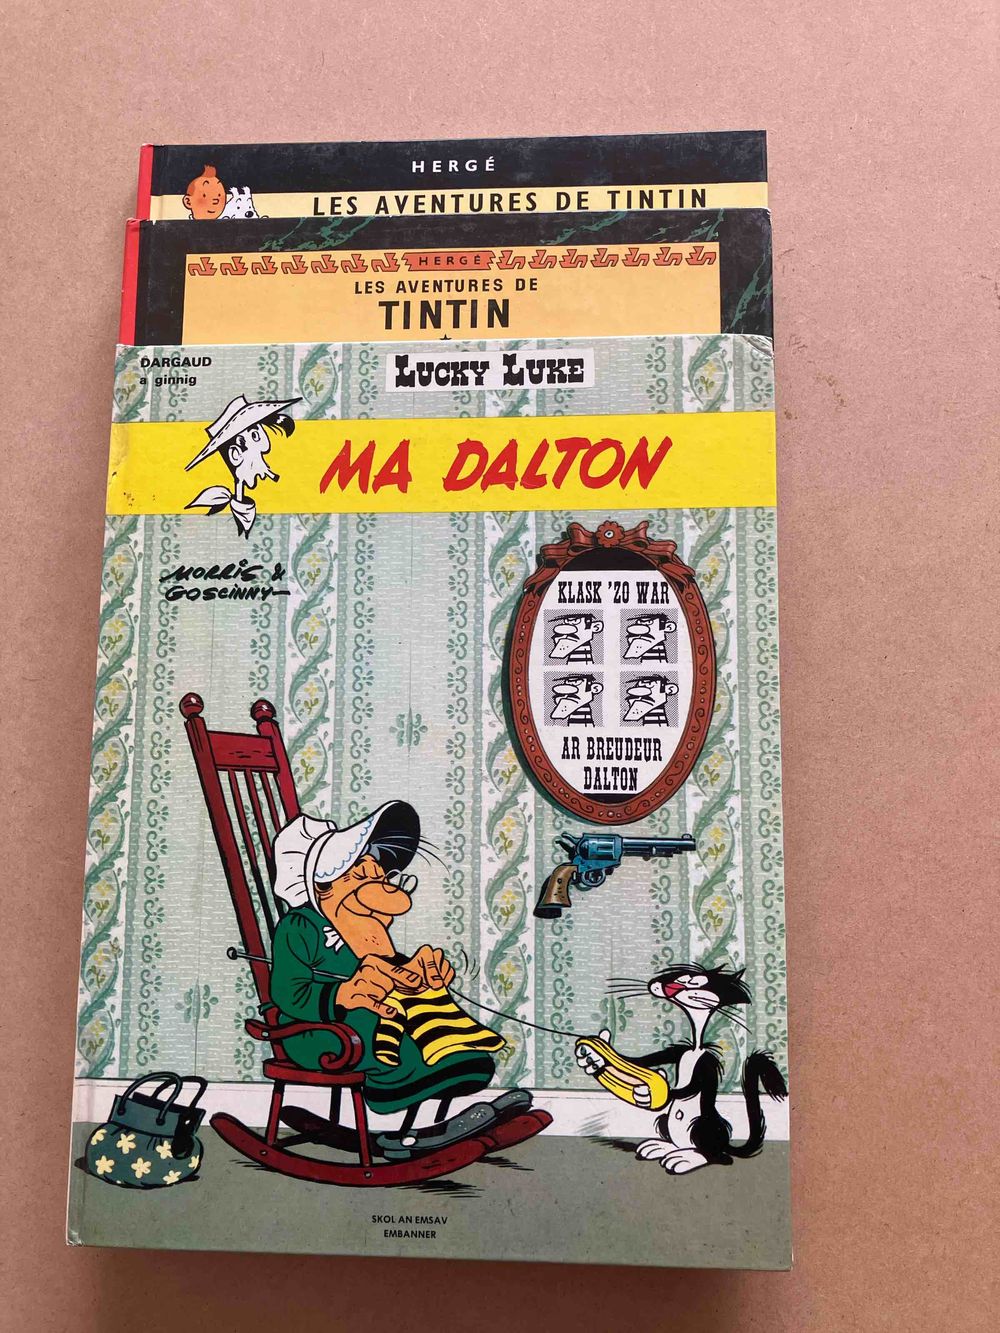 HERGÉ
LES AVENTURES DE TINTIN
HERGÉ
LES AVENTURES DE
TINTIN
DARGAUD
a ginnig
LUCKY LUKE
MA DALTON
MORRIS &
GOSCINNY
KLASK 'ZO WAR
AR BREUDEUR
DALTON
SKOL AN EMSAV
EMBANNER